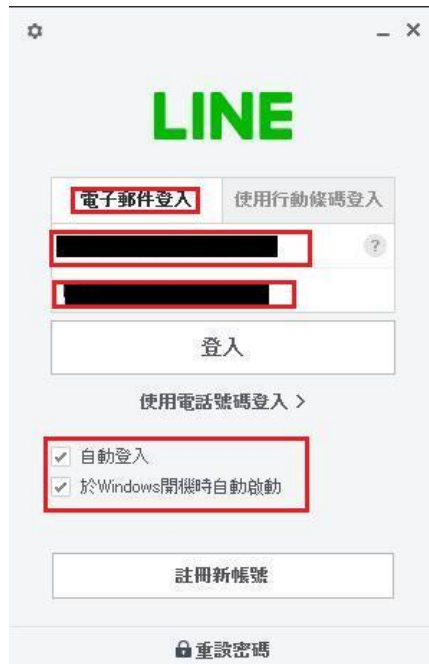 LINE
電子郵件登入 使用行動條碼登入
?
登入
使用電話號碼登入 >
自動登入
於Windows開機時自動啟動
註冊新帳號
重設密碼